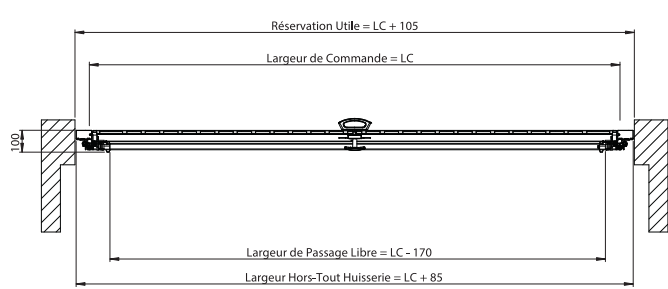 Réservation Utile = LC + 105
Largeur de Commande = LC
100
Largeur de Passage Libre = LC - 170
Largeur Hors-Tout Huisserie = LC + 85